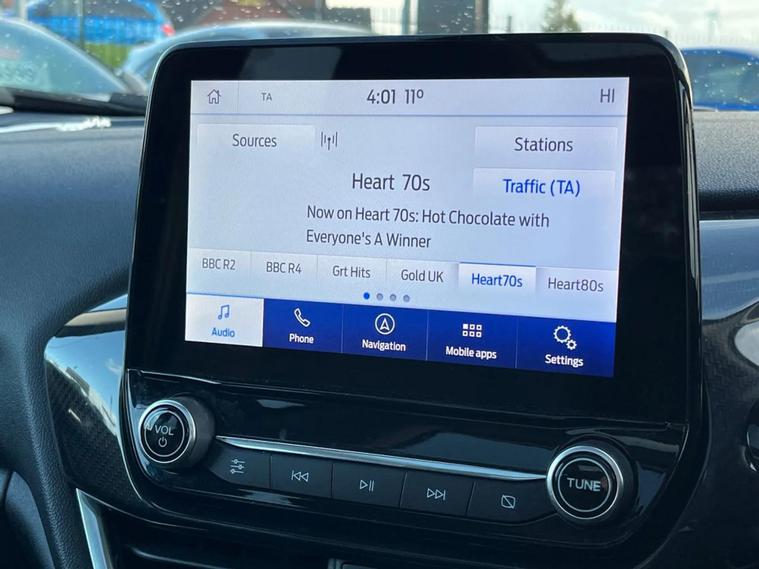 TA 4:01 11° HI
Sources Stations
Heart 70s
Traffic (TA)
Now on Heart 70s: Hot Chocolate with
Everyone's A Winner
BBC R2 BBC R4 Grt Hits Gold UK Heart70s Heart80s
Audio Phone Navigation Mobile apps Settings
VOL
TUNE